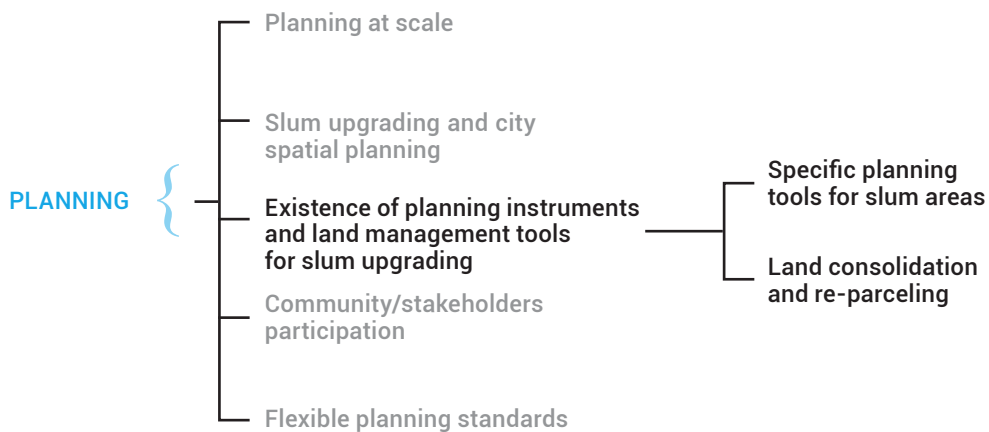 Planning at scale
Slum upgrading and city
spatial planning
PLANNING
Existence of planning instruments
and land management tools
for slum upgrading
Specific planning
tools for slum areas
Land consolidation
and re-parceling
Community/stakeholders
participation
Flexible planning standards